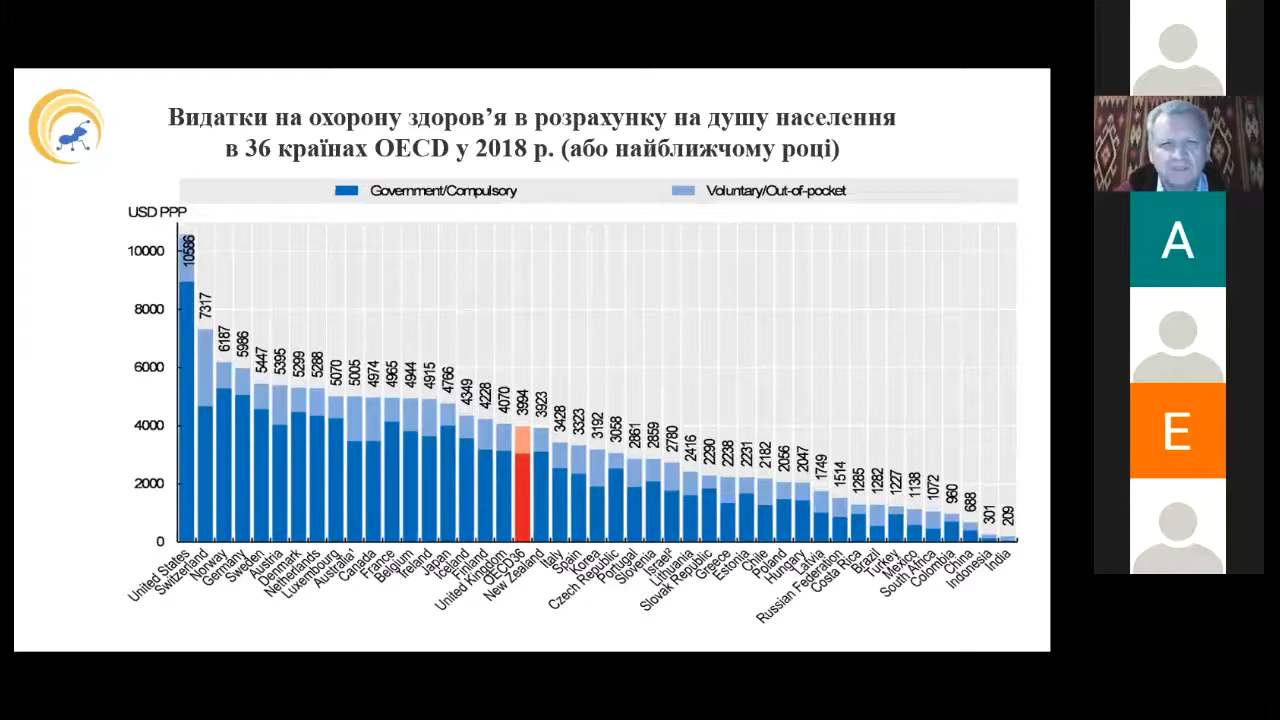 Видатки на охорону здоров’я в розрахунку на душу населення
в 36 країнах OECD у 2018 р. (або найближчому році)
Government/Compulsory
Voluntary/Out-of-pocket
USD PPP
10000
8000
6000
4000
2000
0
10586
7317
6187
5986
5447
5395
5299
5288
5070
5005
4974
4965
4944
4915
4766
4349
4228
4070
3994
3923
3428
3323
3192
3058
2861
2859
2780
2416
2290
2238
2231
2182
2056
2047
1749
1514
1285
1282
1227
1138
1072
960
688
301
209
United States
Switzerland
Norway
Germany
Sweden
Austria
Denmark
Netherlands
Luxembourg
Australia¹
Canada
France
Belgium
Ireland
Japan
Iceland
Finland
United Kingdom
OECD36
New Zealand
Italy
Spain
Korea
Czech Republic
Portugal
Slovenia
Israel²
Lithuania
Slovak Republic
Greece
Estonia
Chile
Poland
Hungary
Latvia
Russian Federation
Costa Rica
Brazil
Turkey
Mexico
South Africa
Colombia
China
Indonesia
India
A
E